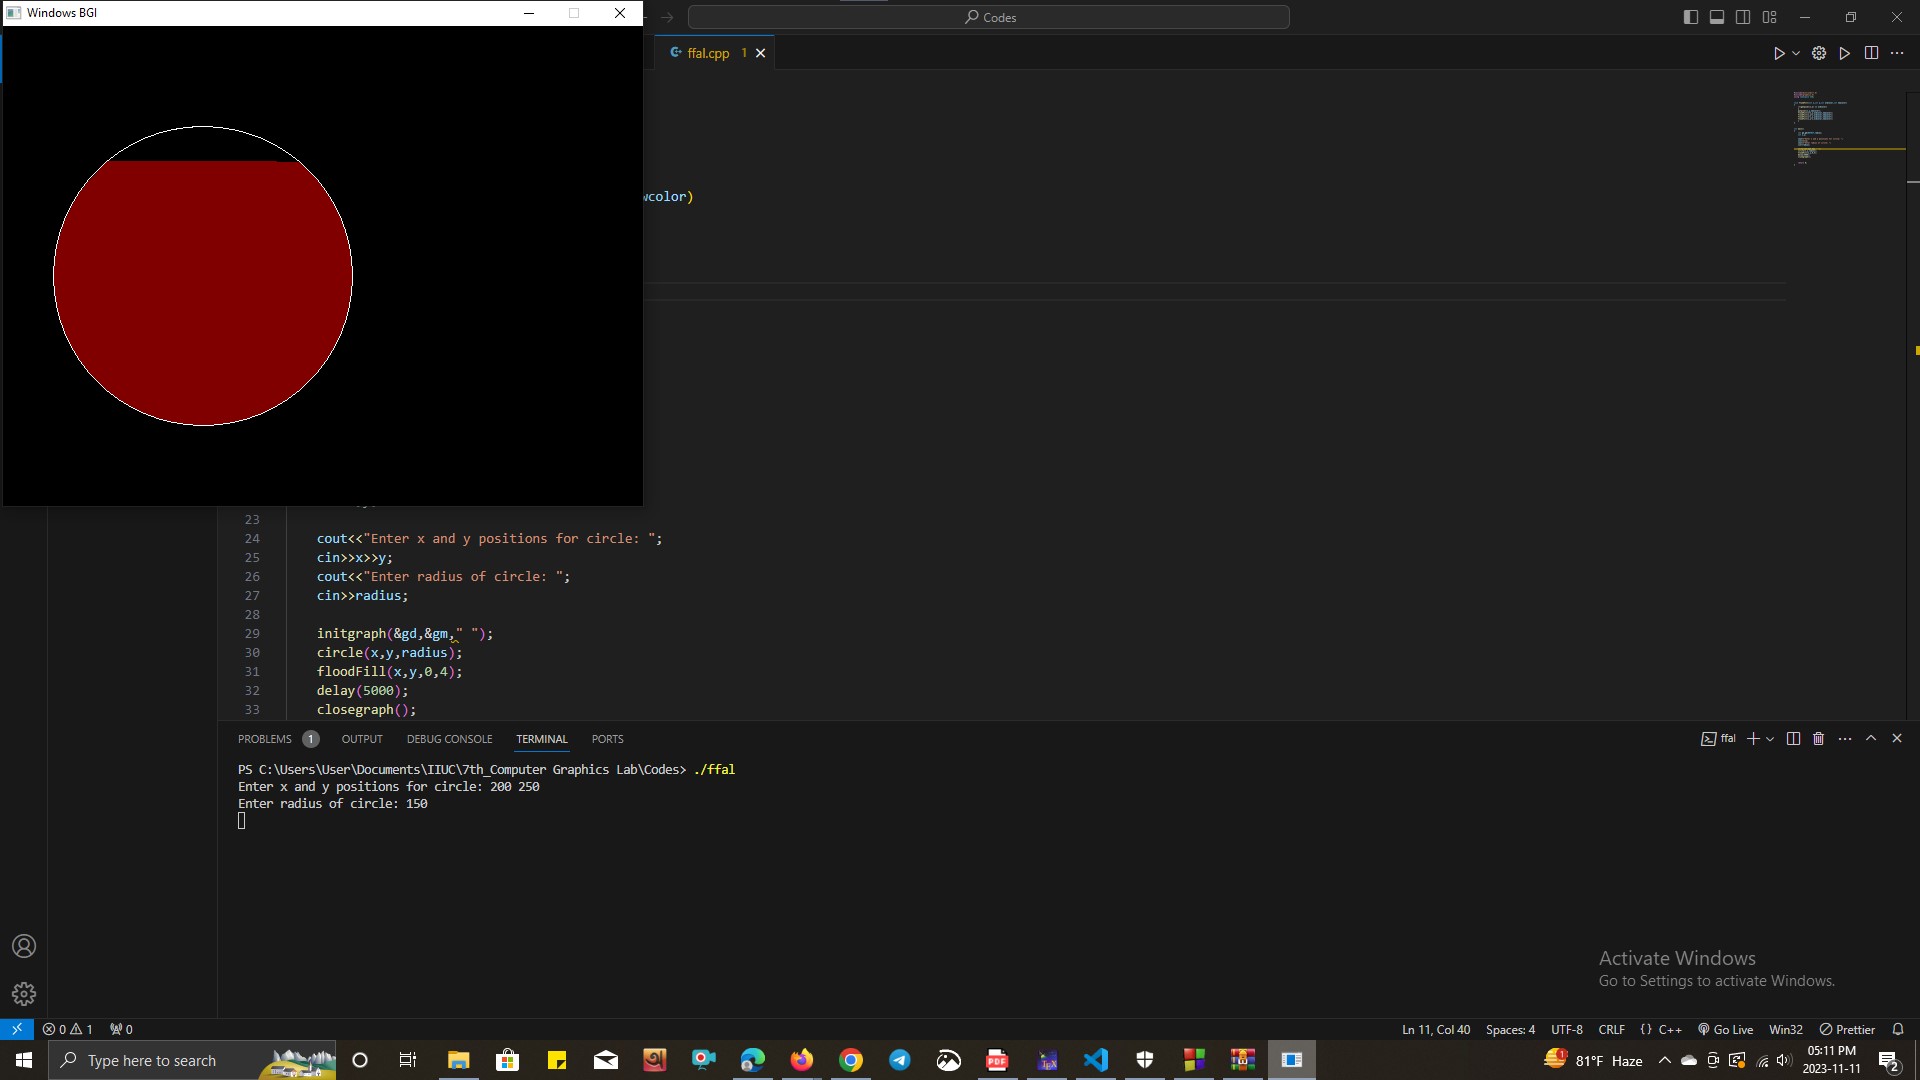 Windows BGI
Codes
ffal.cpp 1
wcolor)
23
24 cout<<"Enter x and y positions for circle: ";
25 cin>>x>>y;
26 cout<<"Enter radius of circle: ";
27 cin>>radius;
28
29 initgraph(&gd,&gm," ");
30 circle(x,y,radius);
31 floodFill(x,y,0,4);
32 delay(5000);
33 closegraph();
PROBLEMS 1 OUTPUT DEBUG CONSOLE TERMINAL PORTS ffal
PS C:\Users\User\Documents\IIUC\7th_Computer Graphics Lab\Codes> ./ffal
Enter x and y positions for circle: 200 250
Enter radius of circle: 150
Activate Windows
Go to Settings to activate Windows.
0 1 0 Ln 11, Col 40 Spaces: 4 UTF-8 CRLF {} C++ Go Live Win32 Prettier
Type here to search 81°F Haze 05:11 PM
2023-11-11 2